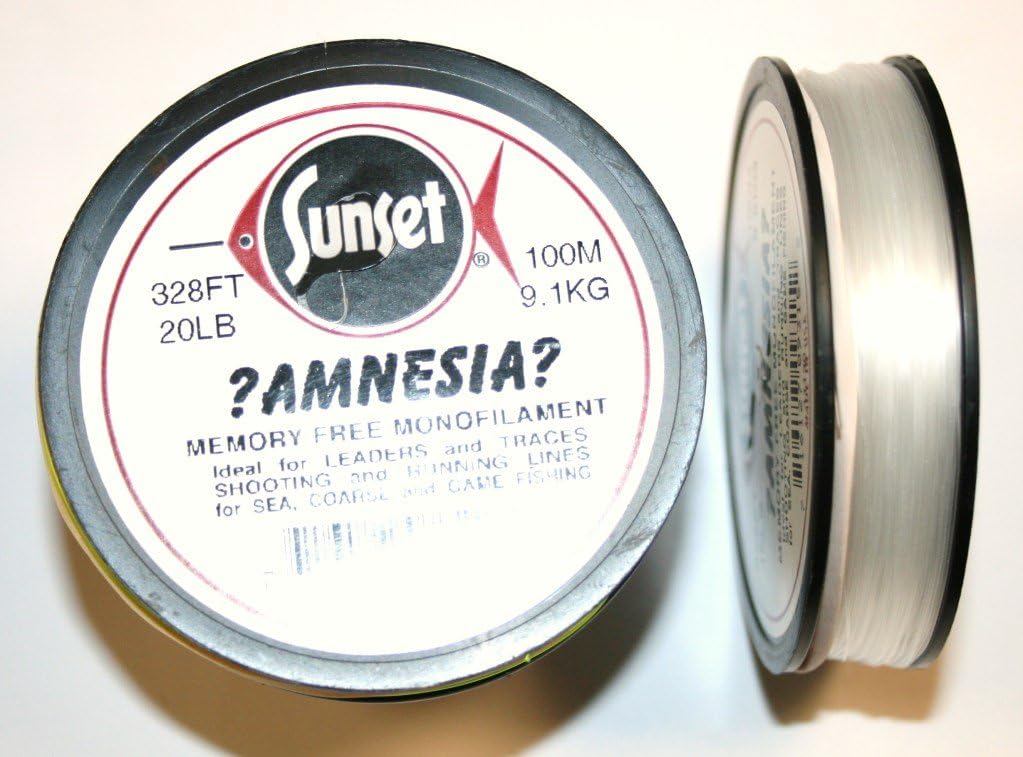 Sunset
®
328FT
20LB
100M
9.1KG
?AMNESIA?
MEMORY FREE MONOFILAMENT
Ideal for LEADERS and TRACES
SHOOTING and RUNNING LINES
for SEA, COARSE and GAME FISHING
?AMNESIA?